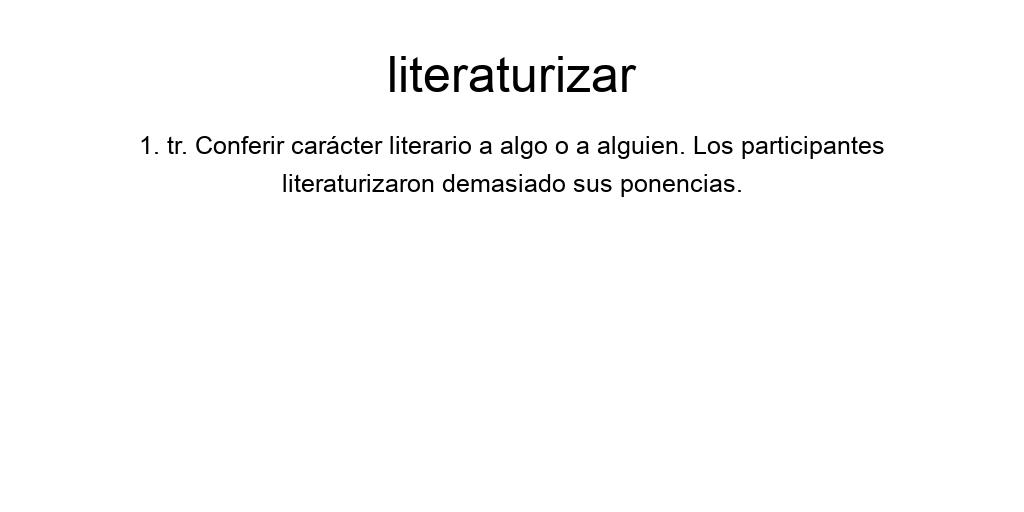 literaturizar
1. tr. Conferir carácter literario a algo o a alguien. Los participantes
literaturizaron demasiado sus ponencias.